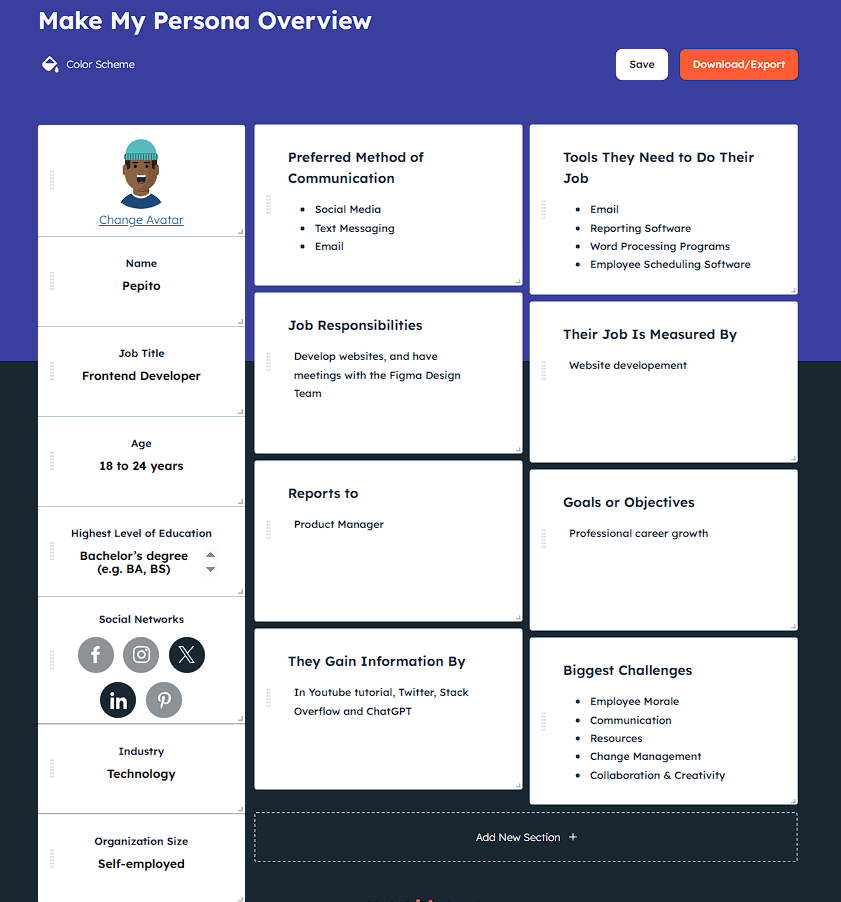 Make My Persona Overview
Color Scheme
Save
Download/Export
Change Avatar
Name
Pepito
Job Title
Frontend Developer
Age
18 to 24 years
Highest Level of Education
Bachelor's degree
(e.g. BA, BS)
Social Networks
Industry
Technology
Organization Size
Self-employed
Preferred Method of
Communication
Social Media
Text Messaging
Email
Job Responsibilities
Develop websites, and have
meetings with the Figma Design
Team
Reports to
Product Manager
They Gain Information By
In Youtube tutorial, Twitter, Stack
Overflow and ChatGPT
Tools They Need to Do Their
Job
Email
Reporting Software
Word Processing Programs
Employee Scheduling Software
Their Job Is Measured By
Website developement
Goals or Objectives
Professional career growth
Biggest Challenges
Employee Morale
Communication
Resources
Change Management
Collaboration & Creativity
Add New Section +